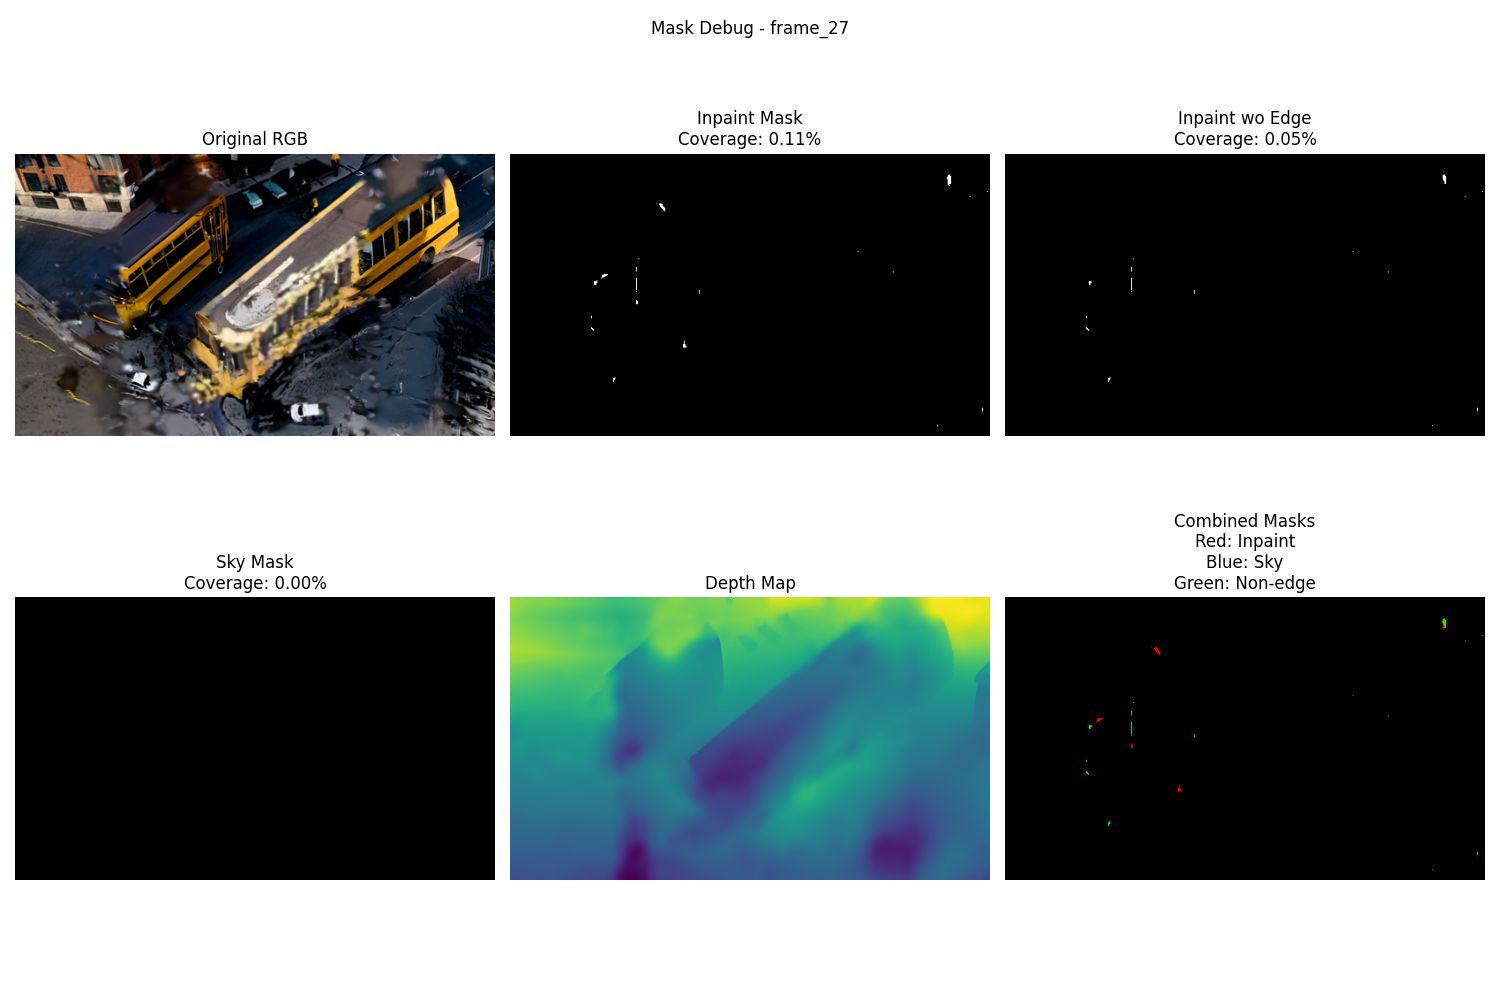 Mask Debug - frame_27
Original RGB
Inpaint Mask
Coverage: 0.11%
Inpaint wo Edge
Coverage: 0.05%
Sky Mask
Coverage: 0.00%
Depth Map
Combined Masks
Red: Inpaint
Blue: Sky
Green: Non-edge